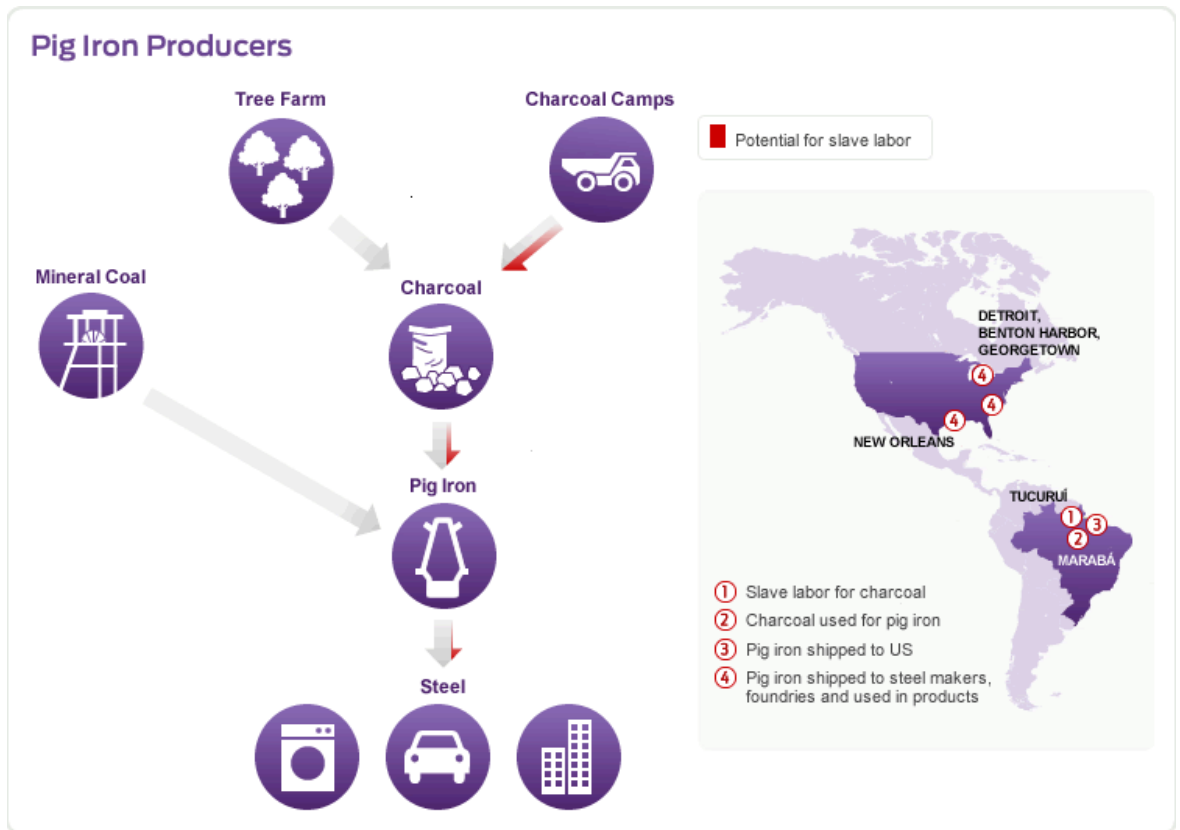 Pig Iron Producers
Tree Farm
Charcoal Camps
Potential for slave labor
Mineral Coal
Charcoal
Pig Iron
Steel
DETROIT,
BENTON HARBOR,
GEORGETOWN
4
4
4
NEW ORLEANS
TUCURUÍ
1
3
2
MARABÁ
1 Slave labor for charcoal
2 Charcoal used for pig iron
3 Pig iron shipped to US
4 Pig iron shipped to steel makers,
foundries and used in products